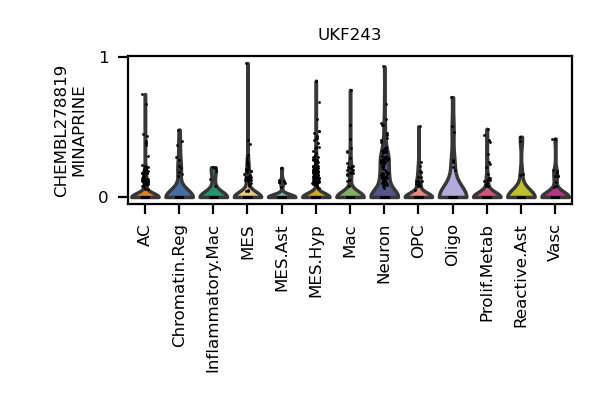 UKF243
CHEMBL278819
MINAPRINE
1
0
AC
Chromatin.Reg
Inflammatory.Mac
MES
MES.Ast
MES.Hyp
Mac
Neuron
OPC
Oligo
Prolif.Metab
Reactive.Ast
Vasc